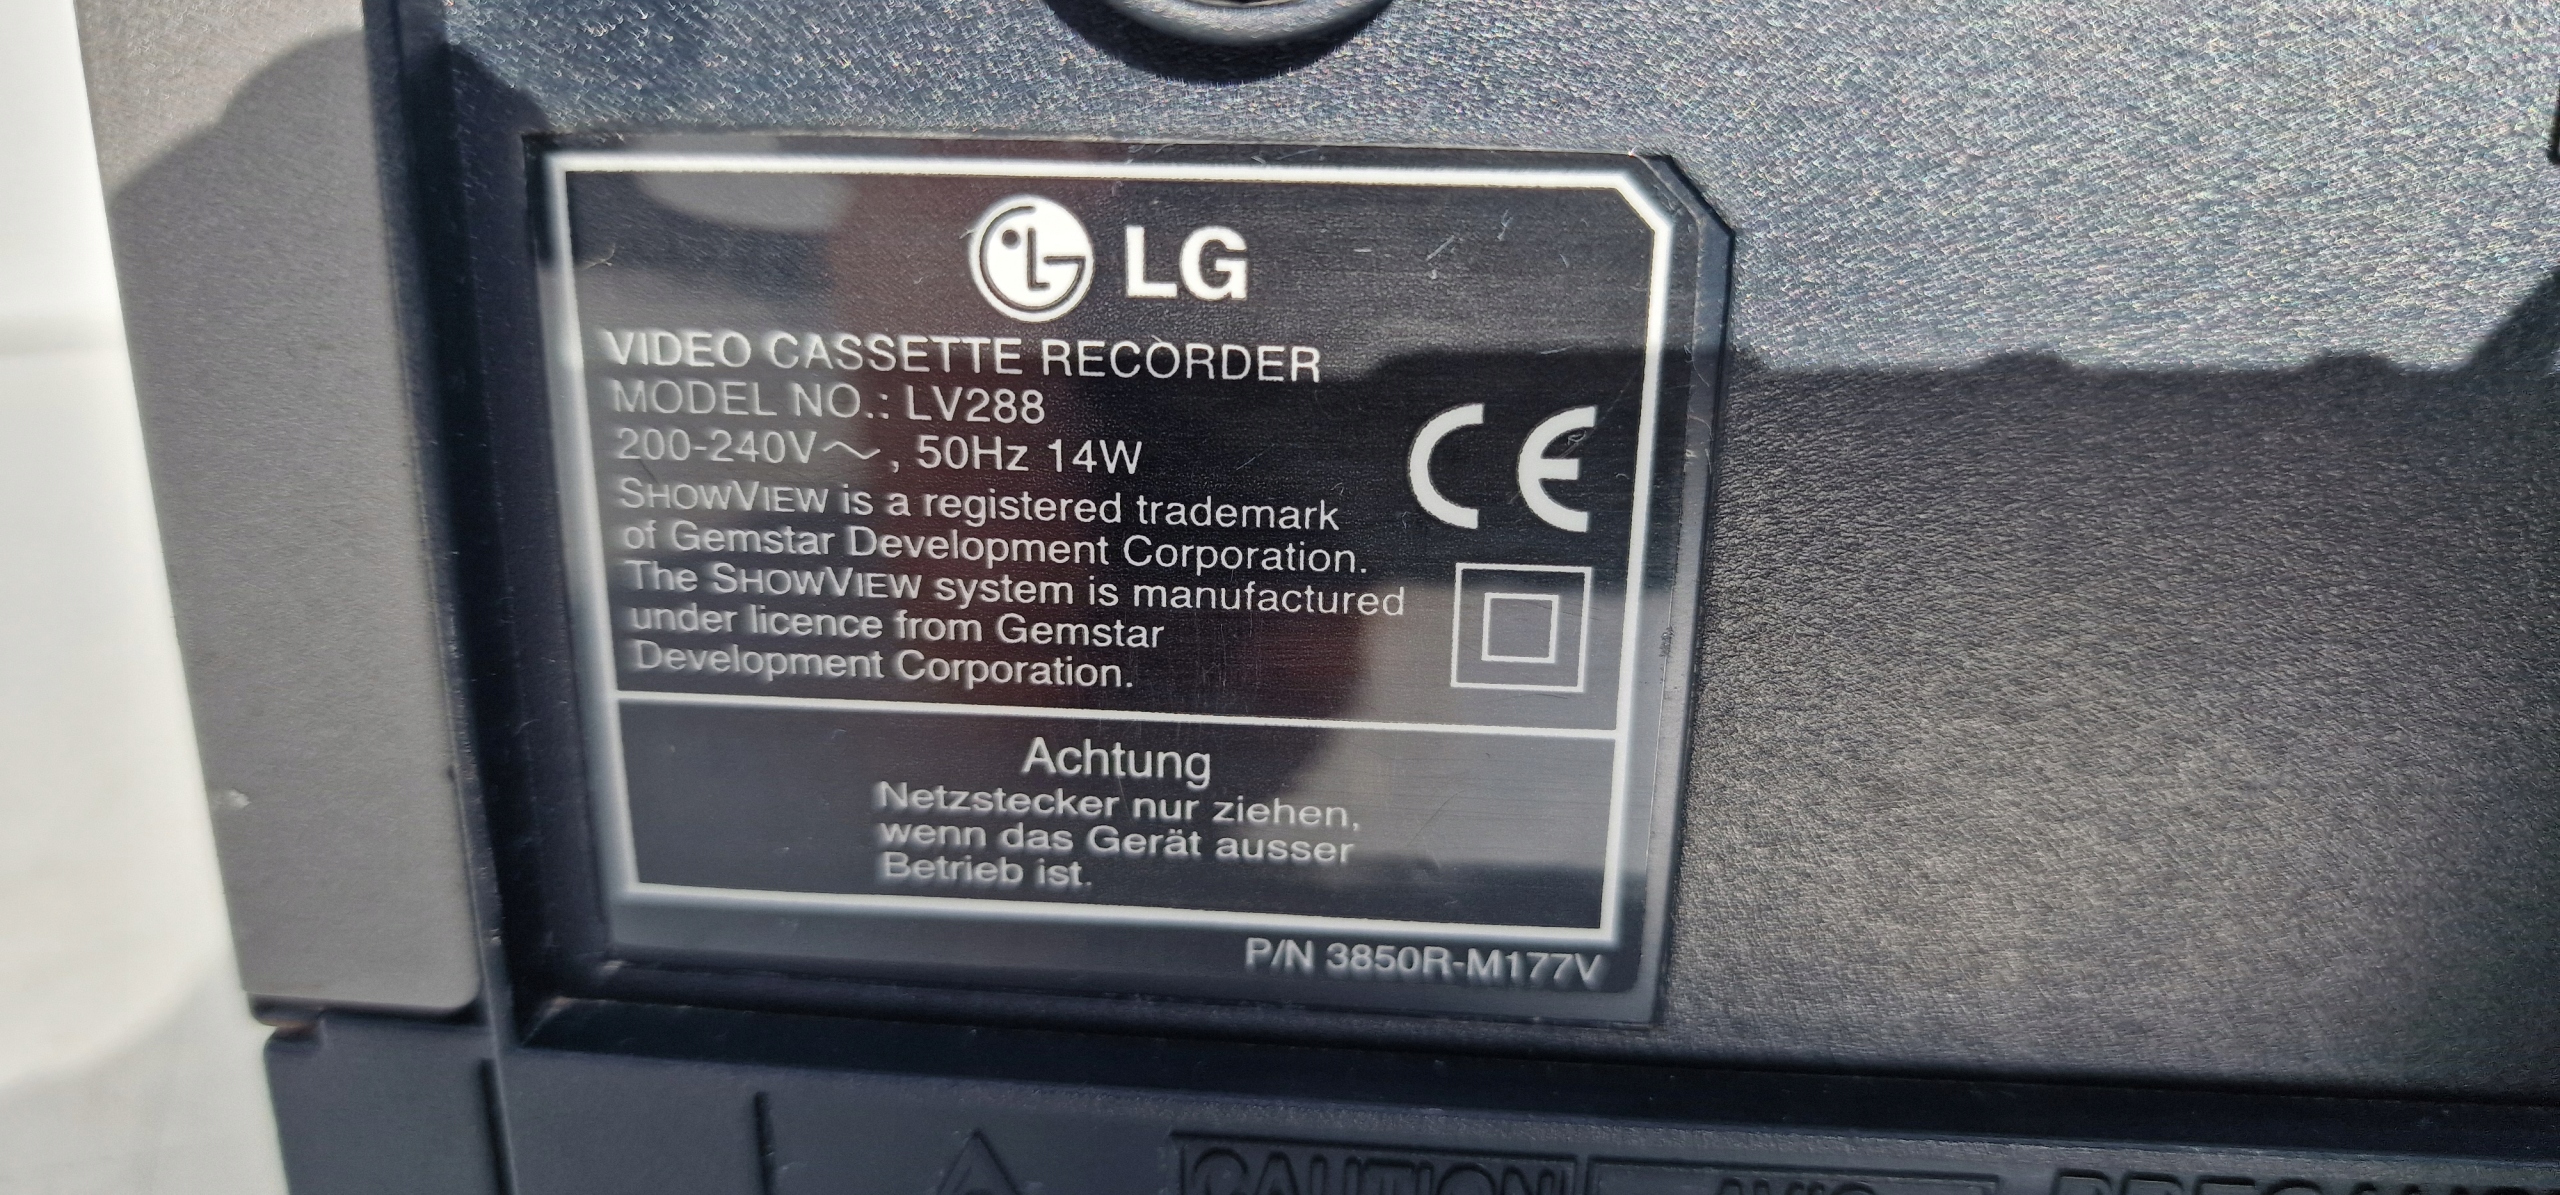 LG
VIDEO CASSETTE RECORDER
MODEL NO.: LV288
200-240V～, 50Hz 14W
SHOWVIEW is a registered trademark
of Gemstar Development Corporation.
The SHOWVIEW system is manufactured
under licence from Gemstar
Development Corporation.
CE
Achtung
Netzstecker nur ziehen,
wenn das Gerät ausser
Betrieb ist.
P/N 3850R-M177V
CAUTION